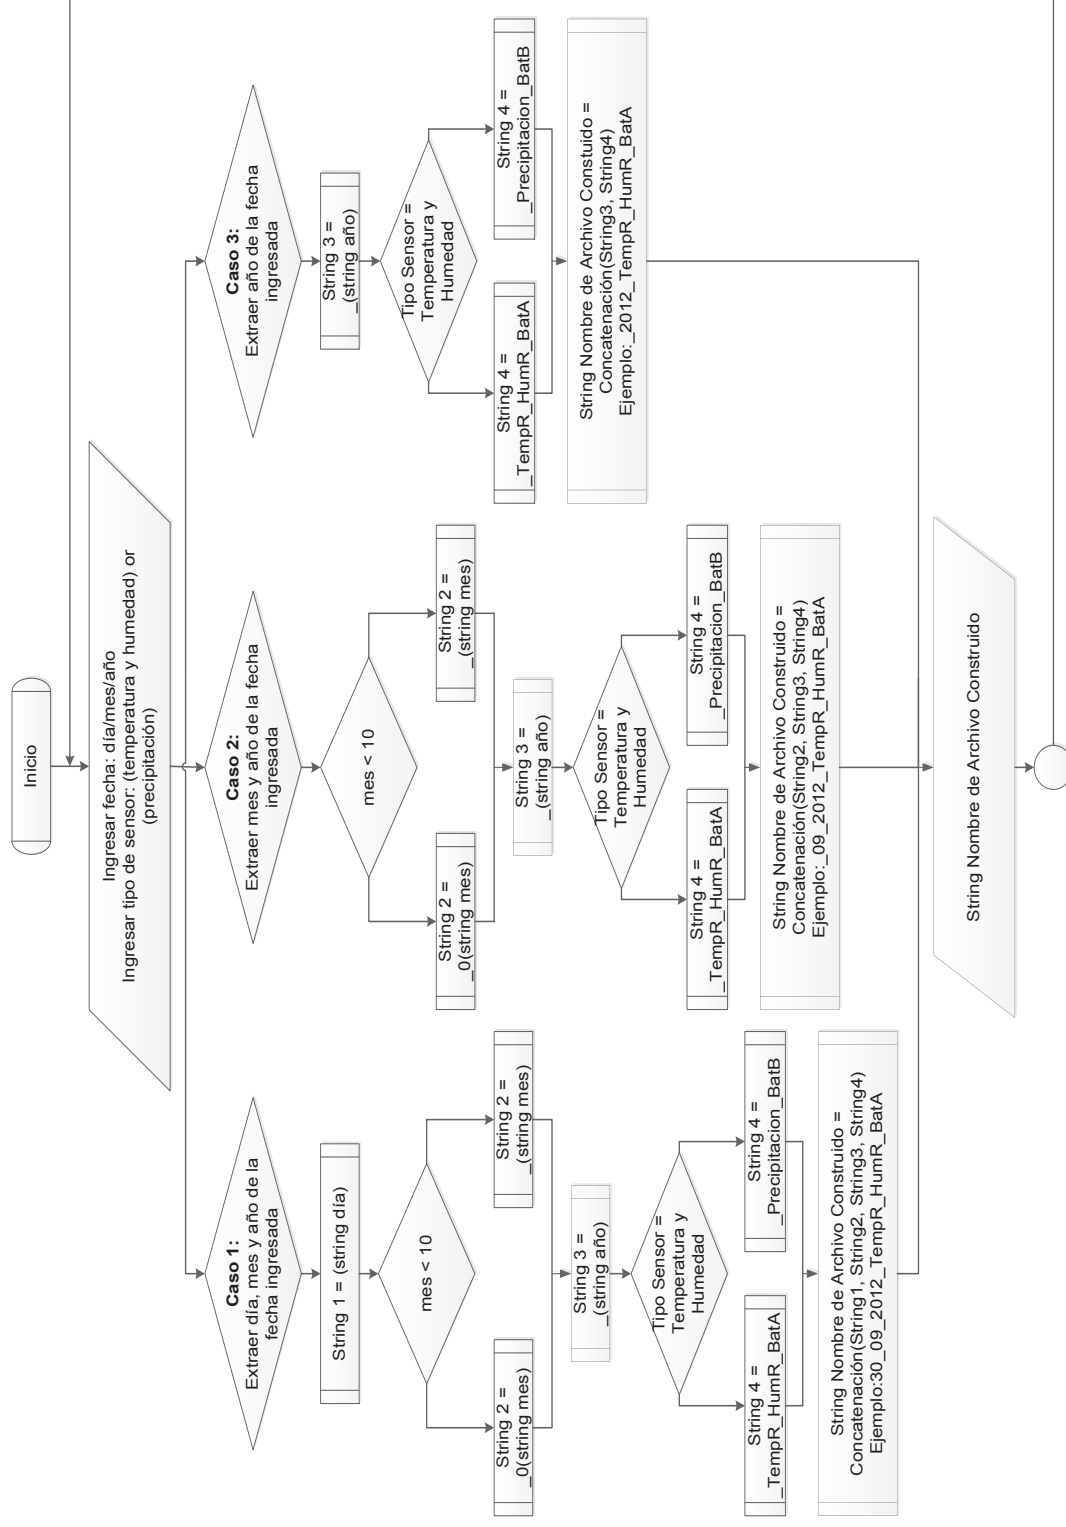 Inicio
Ingresar fecha: día/mes/año
Ingresar tipo de sensor: (temperatura y humedad) or
(precipitación)
Caso 1:
Extraer día, mes y año de la
fecha ingresada
String 1 = (string día)
mes < 10
String 2 =
_0(string mes)
String 2 =
_(string mes)
String 3 =
_(string año)
Tipo Sensor =
Temperatura y
Humedad
String 4 =
_TempR_HumR_BatA
String 4 =
_Precipitacion_BatB
String Nombre de Archivo Construido =
Concatenación(String1, String2, String3, String4)
Ejemplo:30_09_2012_TempR_HumR_BatA
Caso 2:
Extraer mes y año de la fecha
ingresada
mes < 10
String 2 =
_0(string mes)
String 2 =
_(string mes)
String 3 =
_(string año)
Tipo Sensor =
Temperatura y
Humedad
String 4 =
_TempR_HumR_BatA
String 4 =
_Precipitacion_BatB
String Nombre de Archivo Construido =
Concatenación(String2, String3, String4)
Ejemplo:_09_2012_TempR_HumR_BatA
Caso 3:
Extraer año de la fecha
ingresada
String 3 =
_(string año)
Tipo Sensor =
Temperatura y
Humedad
String 4 =
_TempR_HumR_BatA
String 4 =
_Precipitacion_BatB
String Nombre de Archivo Constuido =
Concatenación(String3, String4)
Ejemplo:_2012_TempR_HumR_BatA
String Nombre de Archivo Construido